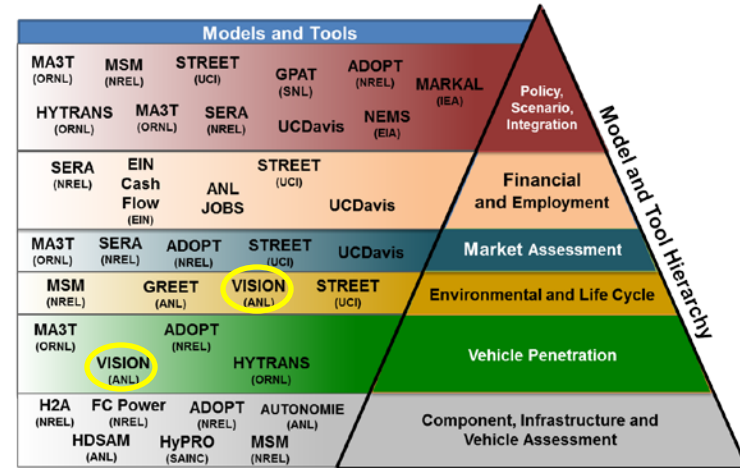 Models and Tools
MA3T MSM STREET GPAT ADOPT MARKAL
(ORNL) (NREL) (UCI) (SNL) (NREL) (IEA)
HYTRANS MA3T SERA UCDavis NEMS
(ORNL) (ORNL) (NREL) (EIA)
Policy,
Scenario,
Integration
SERA EIN STREET
(NREL) Cash (UCI)
Flow ANL
(EIN) JOBS UCDavis
Financial
and Employment
MA3T SERA ADOPT STREET UCDavis
(ORNL) (NREL) (NREL) (UCI)
Market Assessment
MSM GREET VISION STREET
(NREL) (ANL) (ANL) (UCI)
Environmental and Life Cycle
MA3T ADOPT
(ORNL) (NREL)
VISION HYTRANS
(ANL) (ORNL)
Vehicle Penetration
H2A FC Power ADOPT AUTONOMIE
(NREL) (NREL) (NREL) (ANL)
HDSAM HyPRO MSM
(ANL) (SAINC) (NREL)
Component, Infrastructure and
Vehicle Assessment
Model and Tool Hierarchy